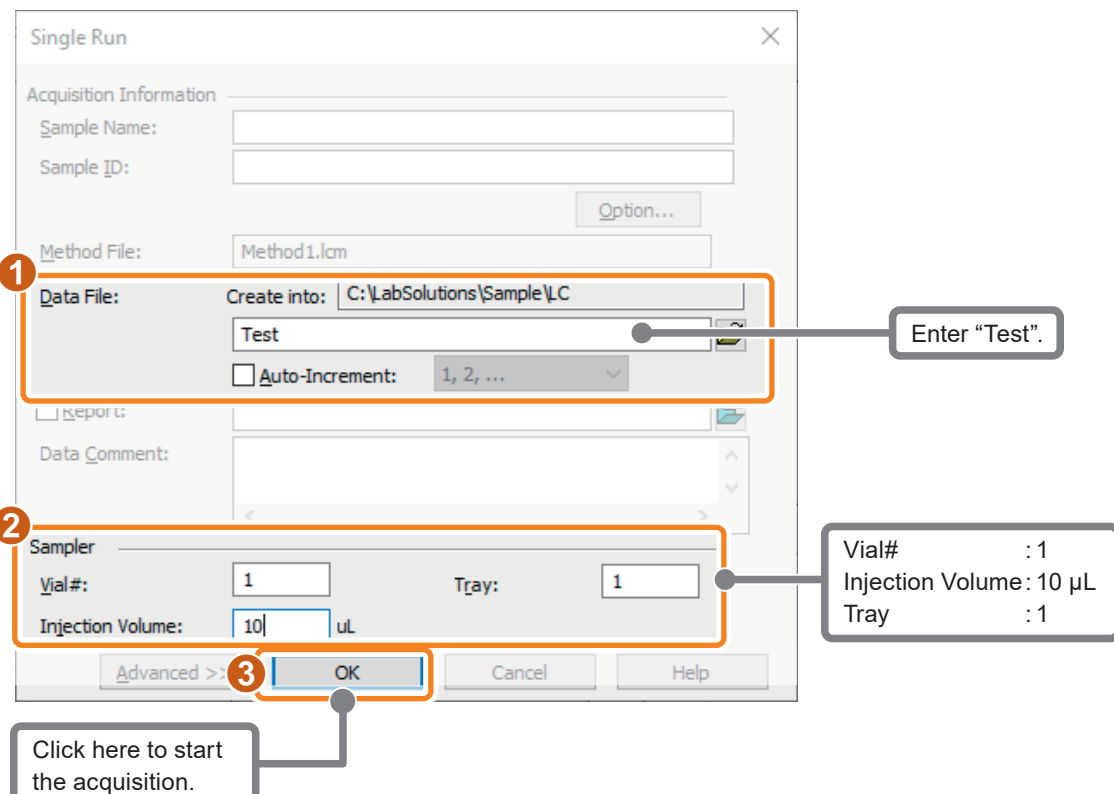 Single Run
Acquisition Information
Sample Name:
Sample ID:
Option...
Method File: Method1.lcm
1
Data File: Create into: C:\LabSolutions\Sample\LC
Test
Enter “Test”.
Auto-Increment: 1, 2, ...
Report:
Data Comment:
2
Sampler
Vial#: 1 Tray: 1
Injection Volume: 10 uL
Vial# : 1
Injection Volume : 10 µL
Tray : 1
Advanced >> 3 OK Cancel Help
Click here to start
the acquisition.